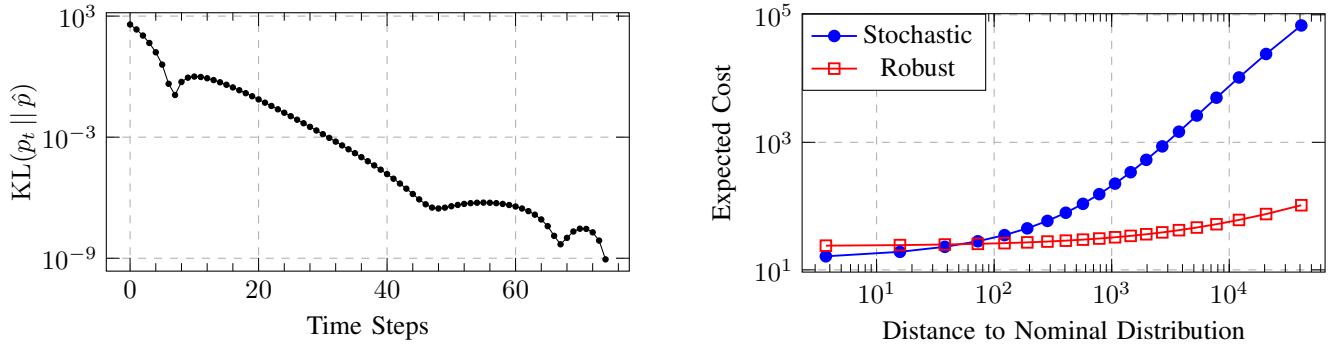 10^3
10^{-3}
10^{-9}
KL(p_t || p̂)
0 20 40 60
Time Steps
10^5
10^3
10^1
Expected Cost
Stochastic
Robust
10^1 10^2 10^3 10^4
Distance to Nominal Distribution